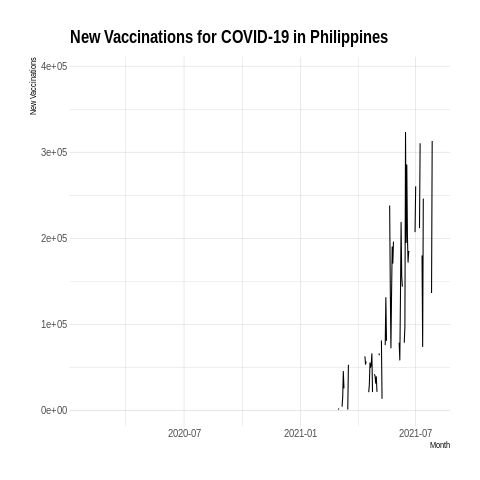 New Vaccinations for COVID-19 in Philippines
New Vaccinations
4e+05
3e+05
2e+05
1e+05
0e+00
2020-07
2021-01
2021-07
Month